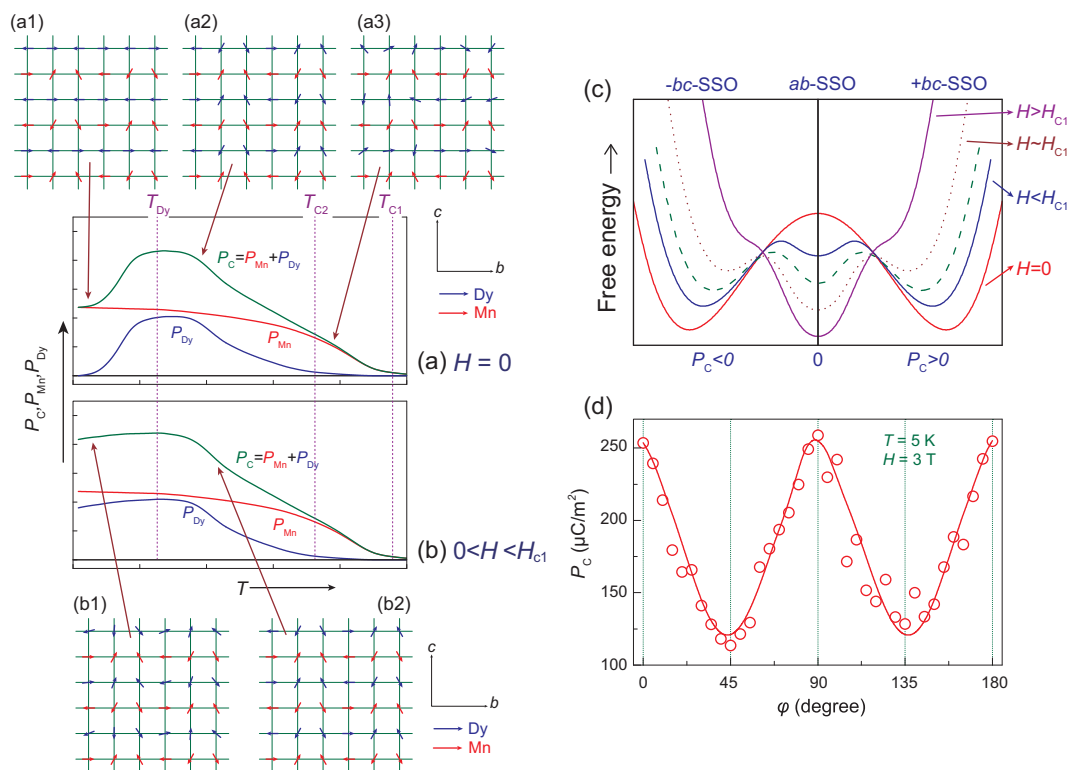 (a1)
(a2)
(a3)
T_Dy
T_C2
T_C1
P_C=P_Mn+P_Dy
P_Dy
P_Mn
c
b
Dy
Mn
(a) H = 0
P_C, P_Mn, P_Dy
P_C=P_Mn+P_Dy
P_Dy
P_Mn
(b) 0<H<H_c1
T
(b1)
(b2)
c
b
Dy
Mn
(c)
-bc-SSO
ab-SSO
+bc-SSO
H>H_C1
H~H_C1
H<H_C1
H=0
Free energy
P_C<0
0
P_C>0
(d)
T = 5 K
H = 3 T
250
200
150
100
P_C (μC/m²)
0
45
90
135
180
φ (degree)